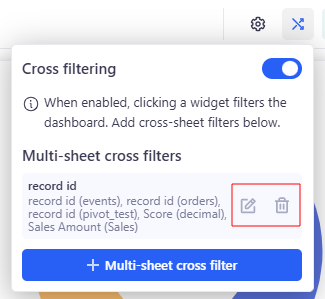 Cross filtering
When enabled, clicking a widget filters the
dashboard. Add cross-sheet filters below.
Multi-sheet cross filters
record id
record id (events), record id (orders),
record id (pivot_test), Score (decimal),
Sales Amount (Sales)
Multi-sheet cross filter